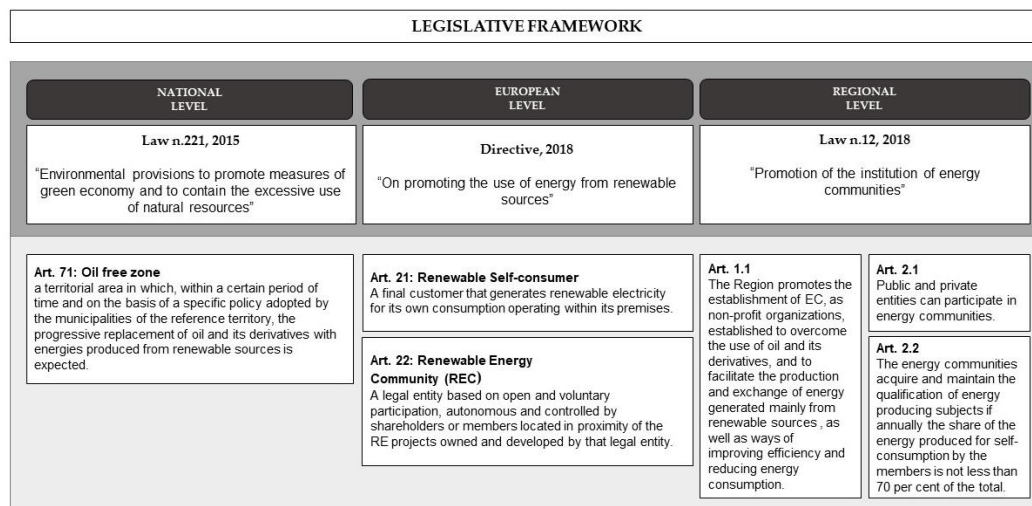 LEGISLATIVE FRAMEWORK
NATIONAL
LEVEL
Law n.221, 2015
“Environmental provisions to promote measures of
green economy and to contain the excessive use
of natural resources”
Art. 71: Oil free zone
a territorial area in which, within a certain period of
time and on the basis of a specific policy adopted by
the municipalities of the reference territory, the
progressive replacement of oil and its derivatives with
energies produced from renewable sources is
expected.
EUROPEAN
LEVEL
Directive, 2018
“On promoting the use of energy from renewable
sources”
Art. 21: Renewable Self-consumer
A final customer that generates renewable electricity
for its own consumption operating within its premises.
Art. 22: Renewable Energy
Community (REC)
A legal entity based on open and voluntary
participation, autonomous and controlled by
shareholders or members located in proximity of the
RE projects owned and developed by that legal entity.
REGIONAL
LEVEL
Law n.12, 2018
“Promotion of the institution of energy
communities”
Art. 1.1
The Region promotes the
establishment of EC, as
non-profit organizations,
established to overcome
the use of oil and its
derivatives, and to
facilitate the production
and exchange of energy
generated mainly from
renewable sources , as
well as ways of
improving efficiency and
reducing energy
consumption.
Art. 2.1
Public and private
entities can participate in
energy communities.
Art. 2.2
The energy communities
acquire and maintain the
qualification of energy
producing subjects if
annually the share of the
energy produced for self-
consumption by the
members is not less than
70 per cent of the total.